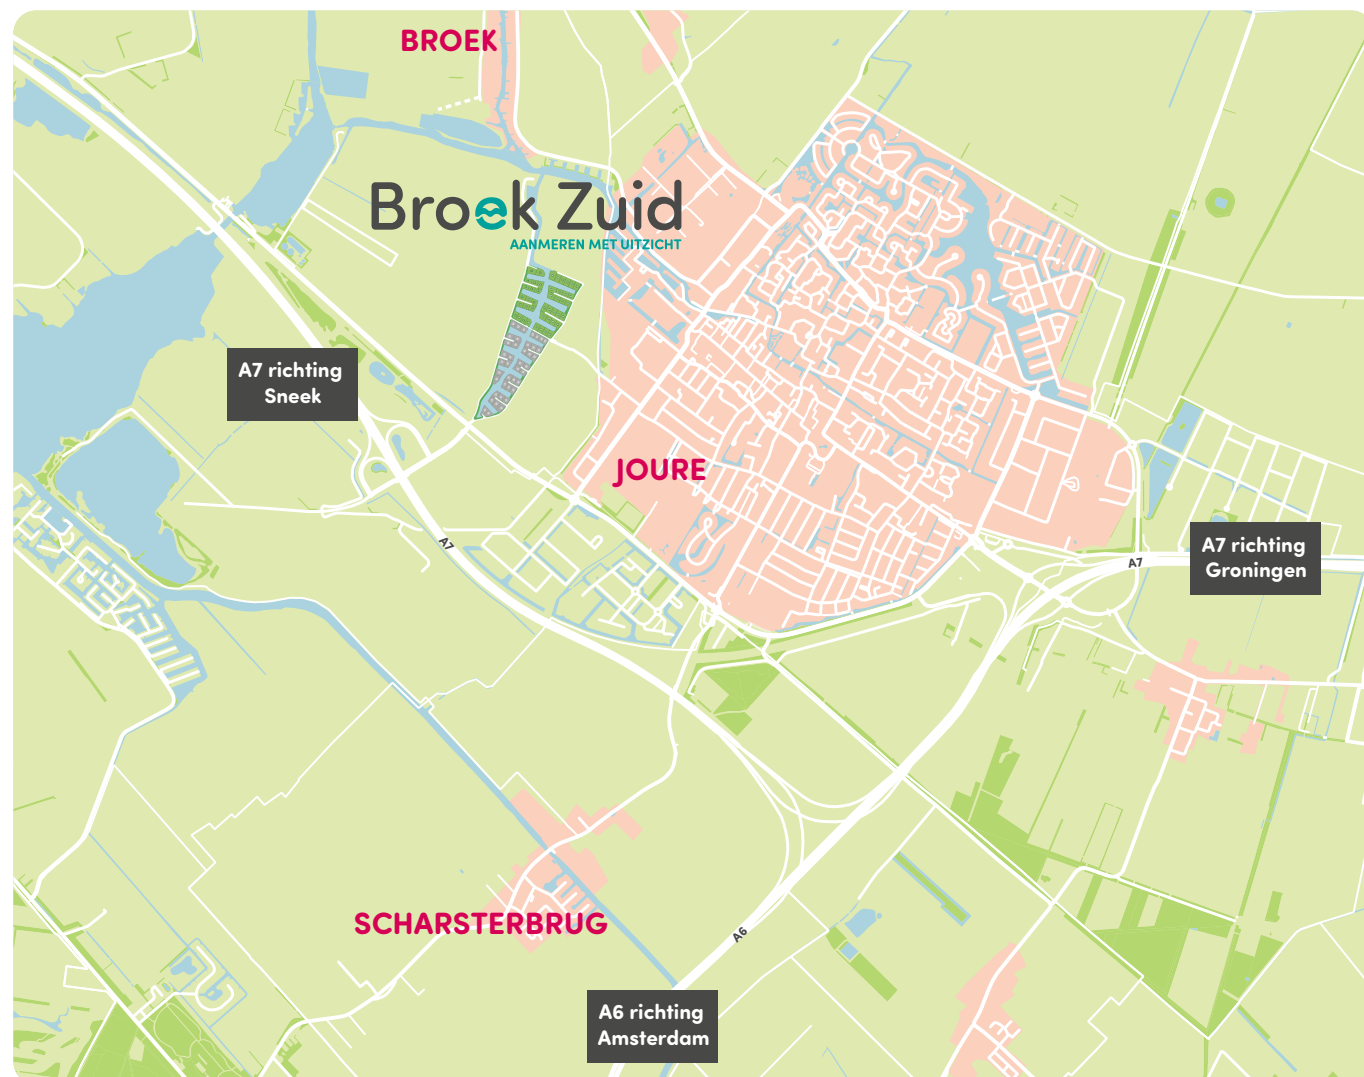 BROEK
Broek Zuid
AANMEREN MET UITZICHT
A7 richting
Sneek
JOURE
A7
A7 richting
Groningen
A7
SCHARSTERBRUG
A6
A6 richting
Amsterdam